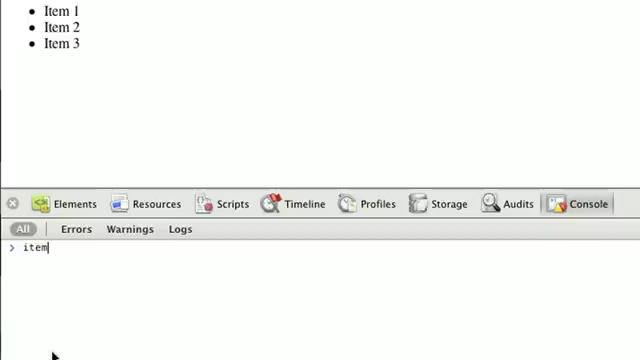 Item 1
Item 2
Item 3
Elements Resources Scripts Timeline Profiles Storage Audits Console
All Errors Warnings Logs
> item